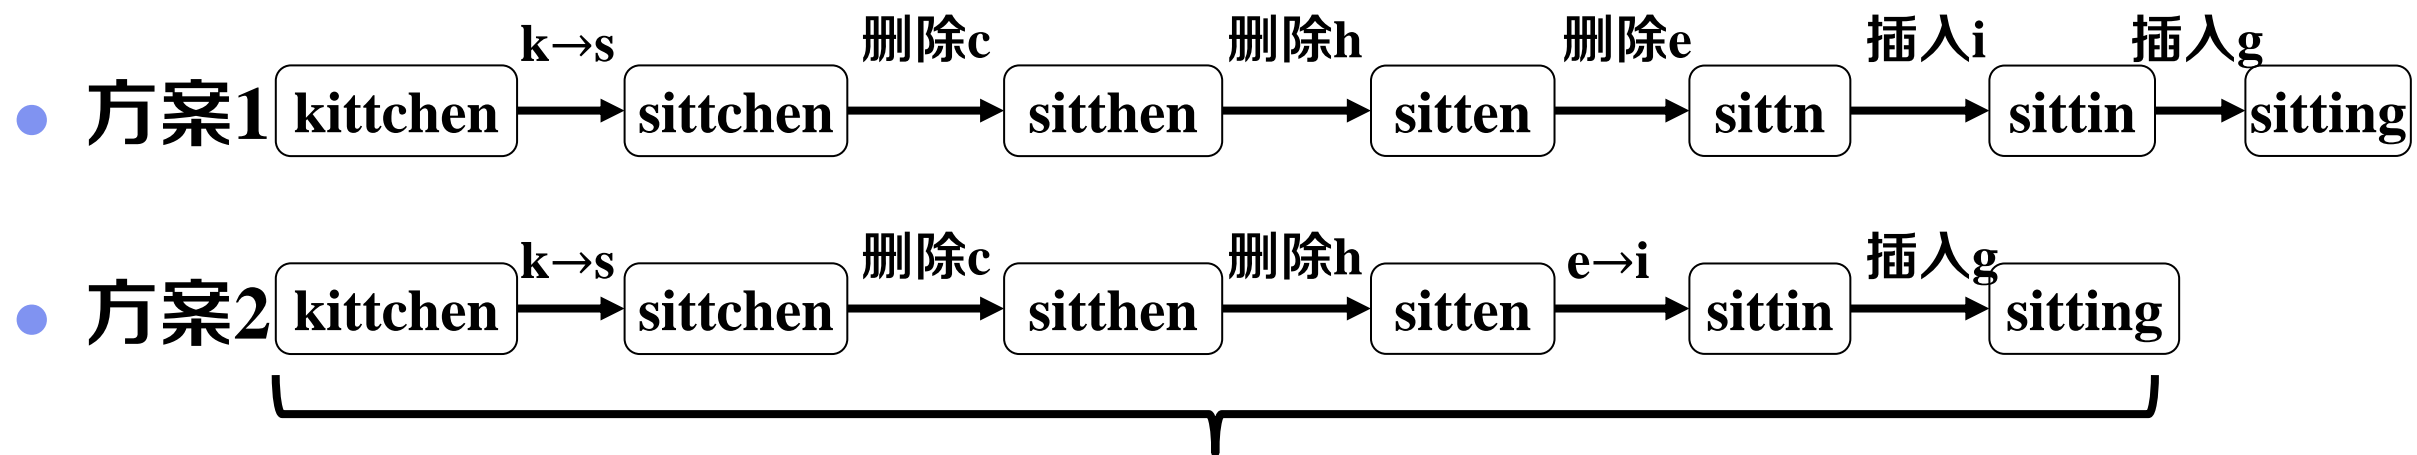 k→s 删除c 删除h 删除e 插入i 插入g
方案1 kittchen sittchen sitthen sitten sittn sittin sitting
k→s 删除c 删除h e→i 插入g
方案2 kittchen sittchen sitthen sitten sittin sitting